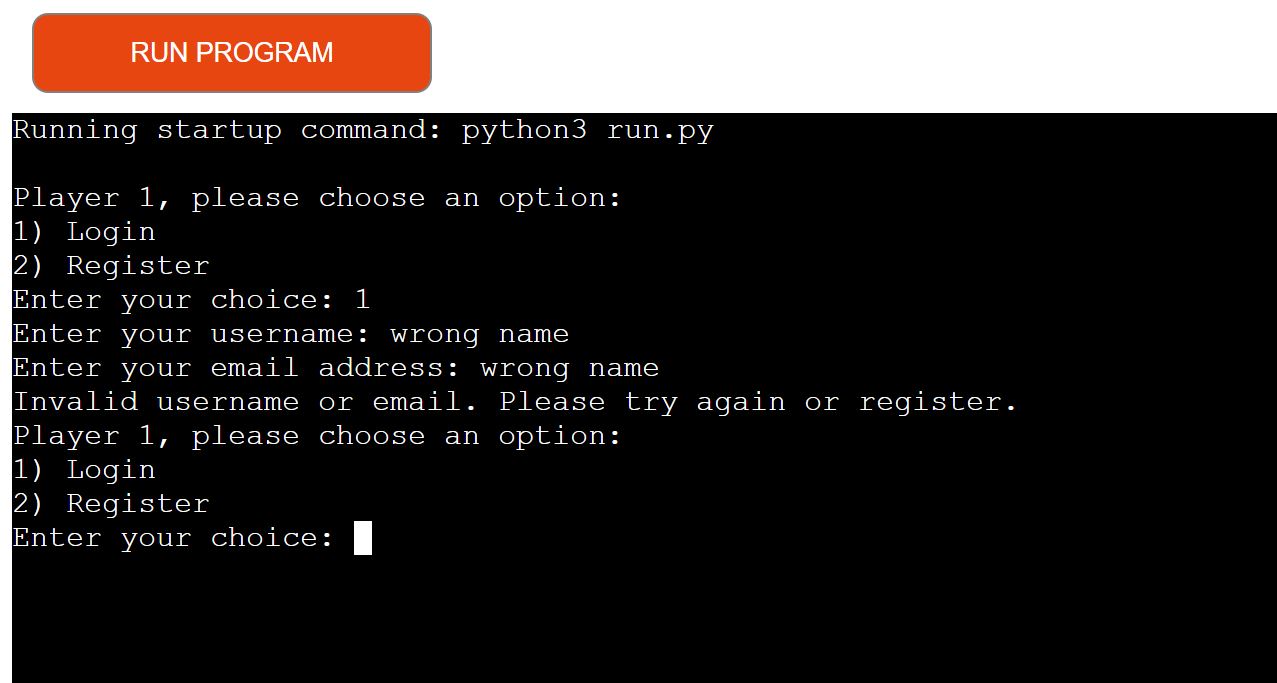 RUN PROGRAM
Running startup command: python3 run.py
Player 1, please choose an option:
1) Login
2) Register
Enter your choice: 1
Enter your username: wrong name
Enter your email address: wrong name
Invalid username or email. Please try again or register.
Player 1, please choose an option:
1) Login
2) Register
Enter your choice: